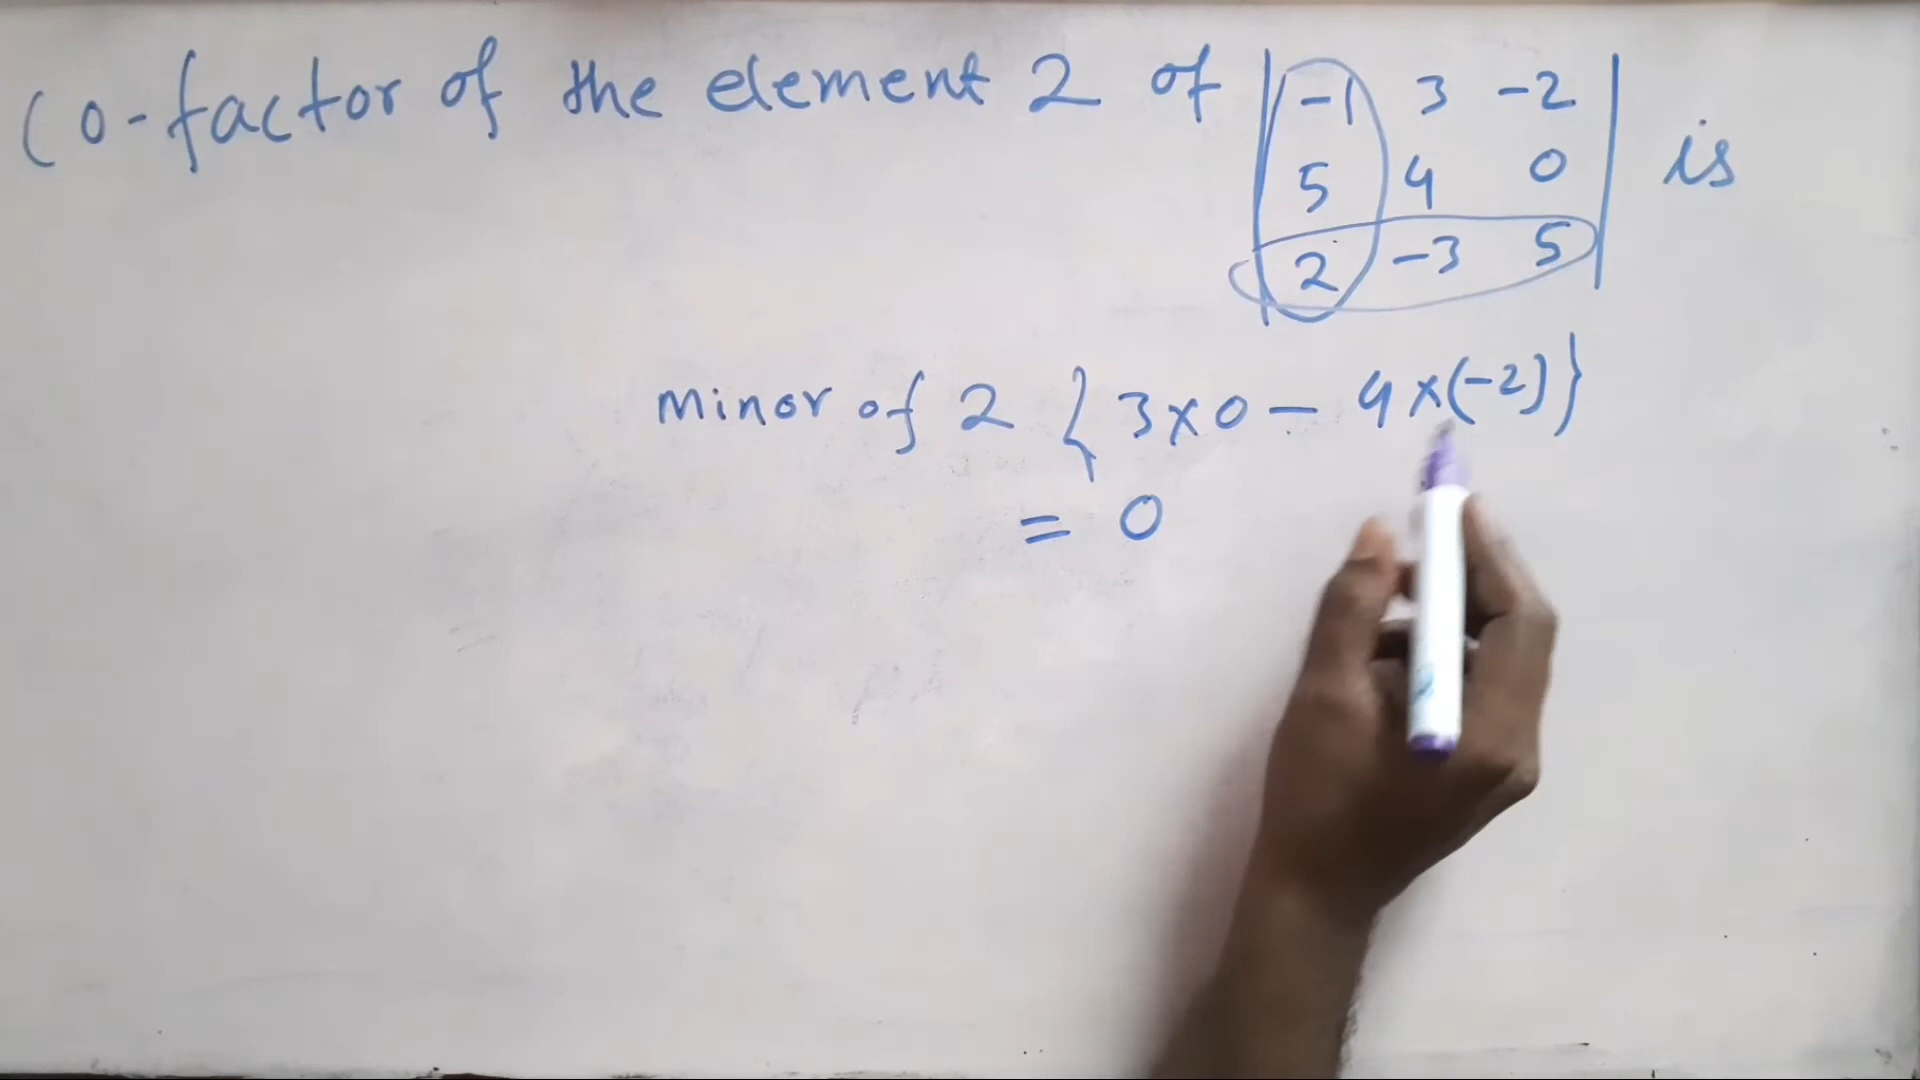 Co-factor of the element 2 of | -1 3 -2 |
| 5 4 0 | is
| 2 -3 5 |
Minor of 2 { 3×0 - 4×(-2)}
= 0